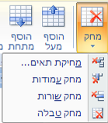 מחק
הוסף מעל
הוסף מתחת
מחיקת תאים...
מחק עמודות
מחק שורות
מחק טבלה